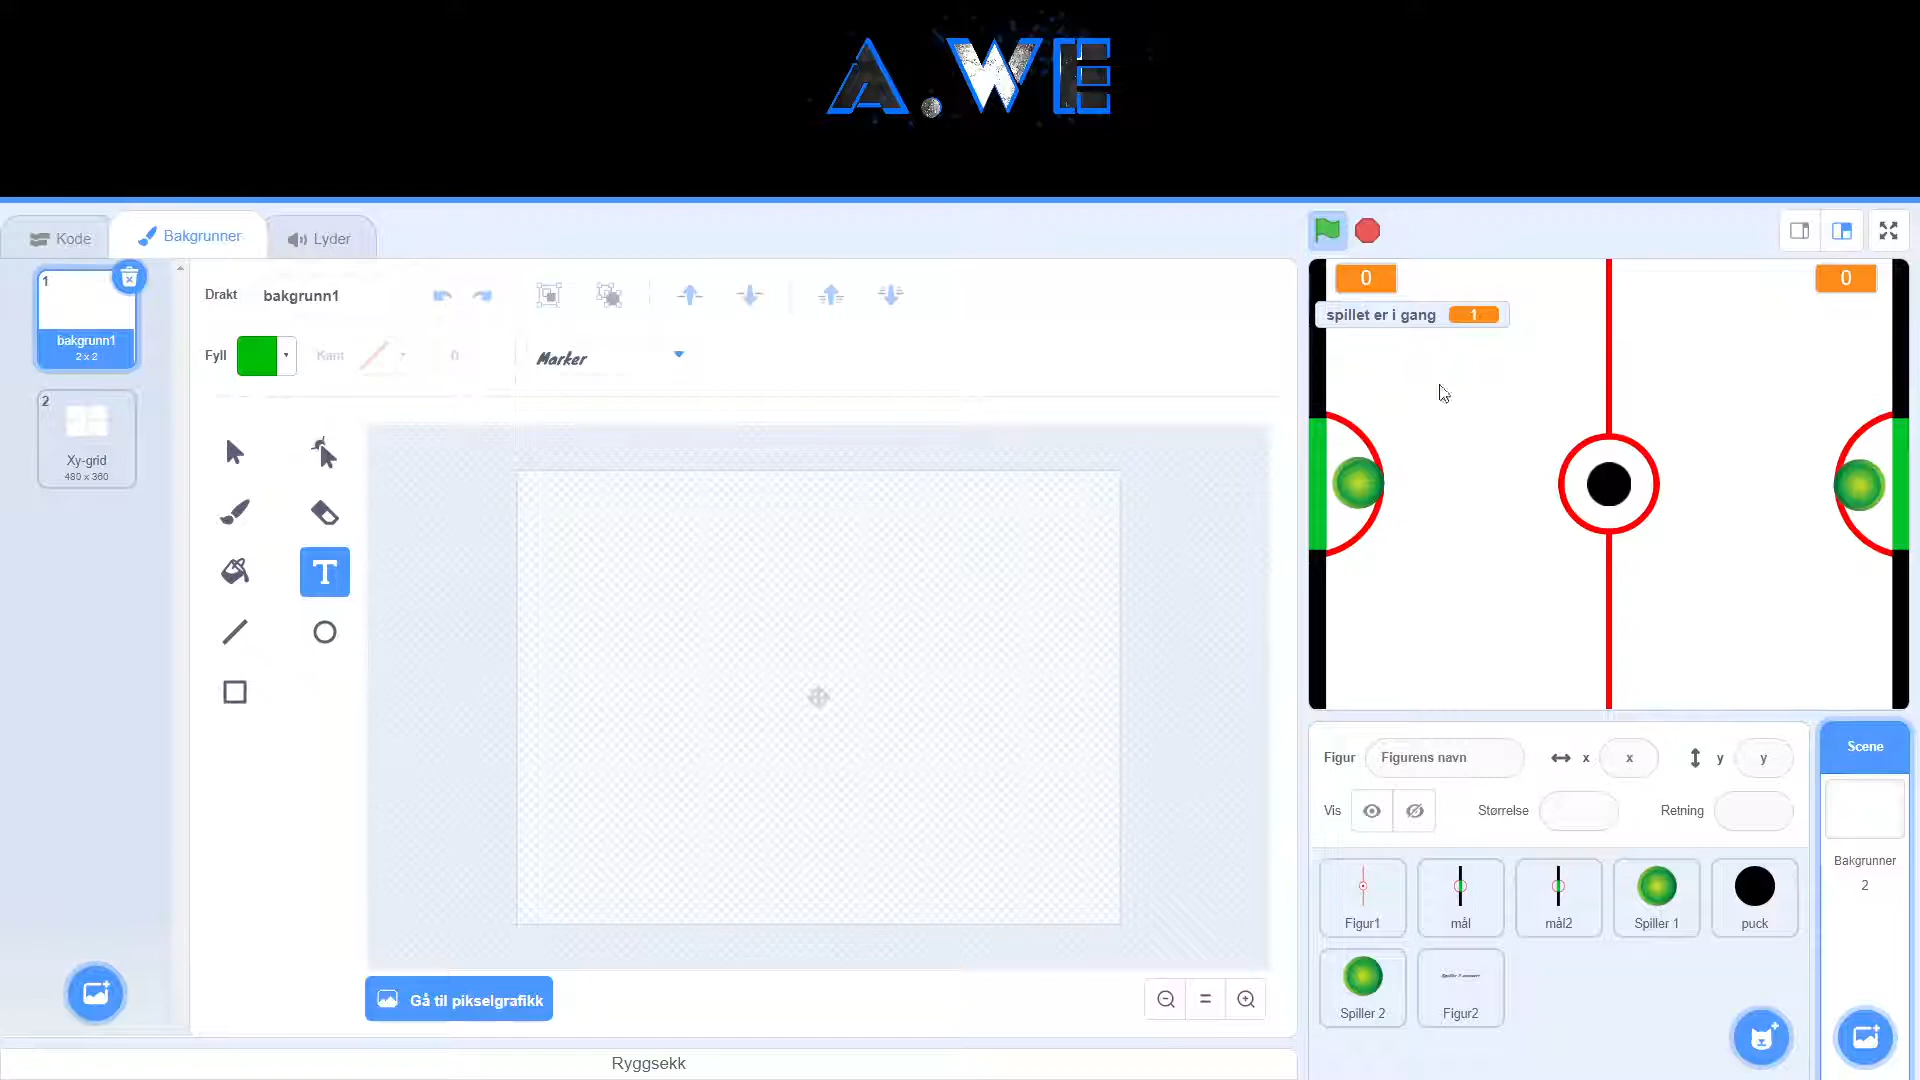 A.WE
Kode
Bakgrunner
Lyder
1
bakgrunn1
2 x 2
2
Xy-grid
480 x 360
Drakt
bakgrunn1
Fyll
Kant
0
Marker
Gå til pikselgrafikk
Ryggsekk
0
0
spillet er i gang 1
Figur
Figurens navn
x
x
y
y
Vis
Størrelse
Retning
Figur1
mål
mål2
Spiller 1
puck
Spiller 2
Figur2
Scene
Bakgrunner
2